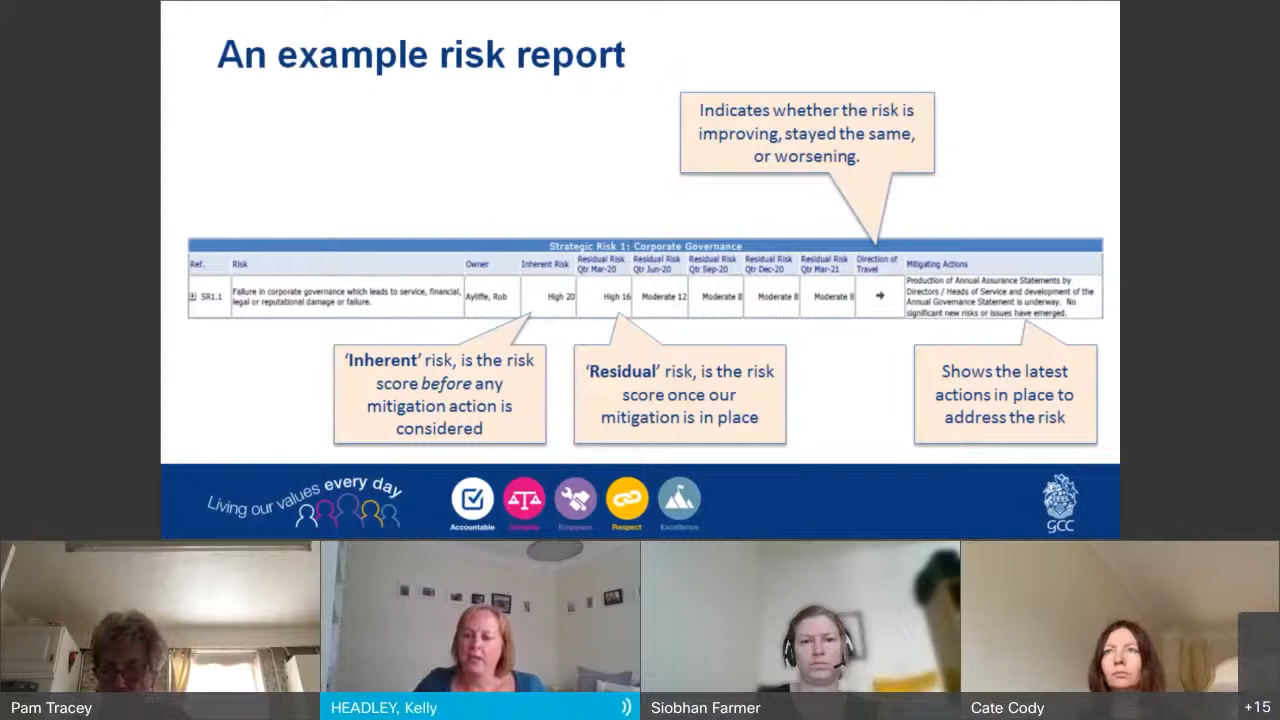 An example risk report
Indicates whether the risk is
improving, stayed the same,
or worsening.
Strategic Risk 1: Corporate Governance
Ref. Risk Owner Inherent Risk Residual Risk Qtr Mar-20 Residual Risk Qtr Jun-20 Residual Risk Qtr Sep-20 Residual Risk Qtr Dec-20 Residual Risk Qtr Mar-21 Direction of Travel Mitigating Actions
SR1.1 Failure in corporate governance which leads to service, financial,
legal or reputational damage or failure.
Ayliffe, Rob High 20 High 16 Moderate 12 Moderate 8 Moderate 8 Moderate 8
Production of Annual Assurance Statements by
Directors / Heads of Service and development of the
Annual Governance Statement is underway. No
significant new risks or issues have emerged.
‘Inherent’ risk, is the risk
score before any
mitigation action is
considered
‘Residual’ risk, is the risk
score once our
mitigation is in place
Shows the latest
actions in place to
address the risk
Living our values every day
Accountable Integrity Empower Respect Excellence
GCC
Pam Tracey
HEADLEY, Kelly
Siobhan Farmer
Cate Cody
+15